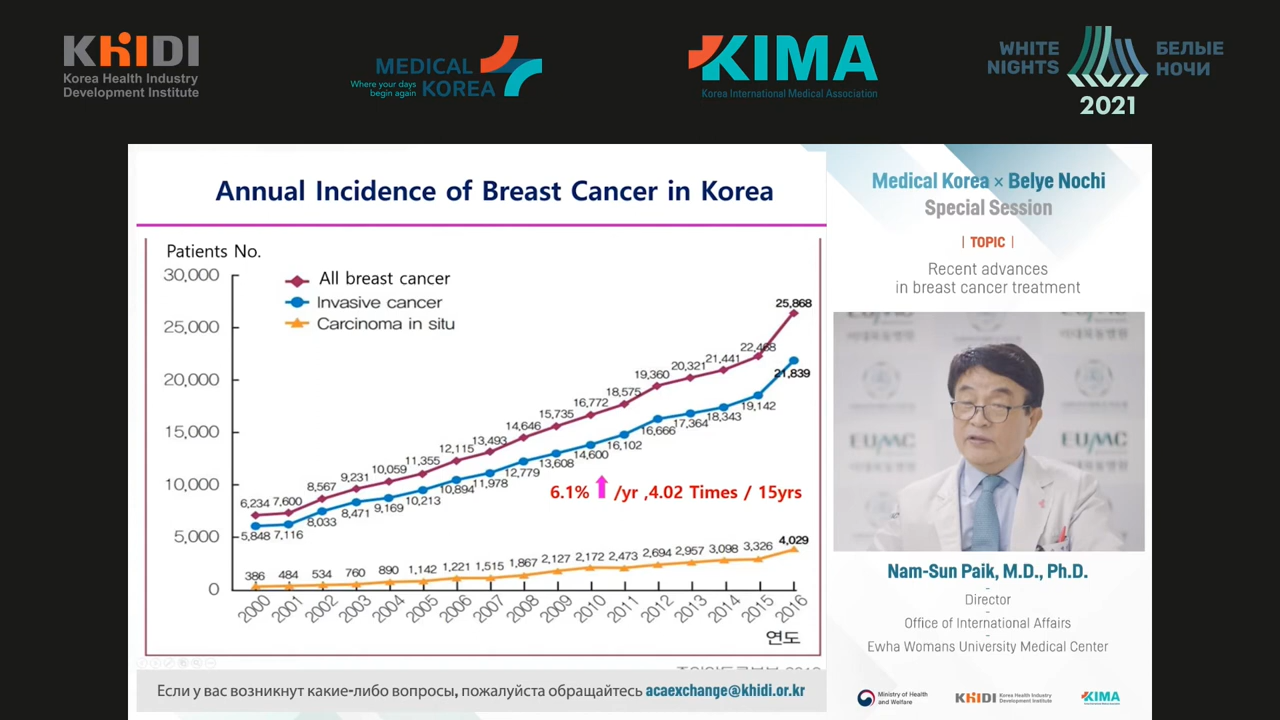 KHIDI
Korea Health Industry
Development Institute
MEDICAL
KOREA
Where your days
begin again
KIMA
Korea International Medical Association
WHITE
NIGHTS
БЕЛЫЕ
НОЧИ
2021
Annual Incidence of Breast Cancer in Korea
Patients No.
30,000
25,000
20,000
15,000
10,000
5,000
0
All breast cancer
Invasive cancer
Carcinoma in situ
6,234 7,600 8,567 9,231 10,059 11,355 12,115 13,493 14,646 15,735 16,772 18,575 19,360 20,321 21,441 22,468 25,868
5,848 7,116 8,033 8,471 9,169 10,213 10,894 11,978 12,779 13,608 14,600 16,102 16,666 17,364 18,343 19,142 21,839
6.1% /yr ,4.02 Times / 15yrs
386 484 534 760 890 1,142 1,221 1,515 1,867 2,127 2,172 2,473 2,694 2,957 3,098 3,326 4,029
2000 2001 2002 2003 2004 2005 2006 2007 2008 2009 2010 2011 2012 2013 2014 2015 2016
연도
Если у вас возникнут какие-либо вопросы, пожалуйста обращайтесь acaexchange@khidi.or.kr
Medical Korea × Belye Nochi
Special Session
| TOPIC |
Recent advances
in breast cancer treatment
EUMC
EUMC
Nam-Sun Paik, M.D., Ph.D.
Director
Office of International Affairs
Ewha Womans University Medical Center
Ministry of Health
and Welfare
KHIDI
Korea Health Industry
Development Institute
KIMA